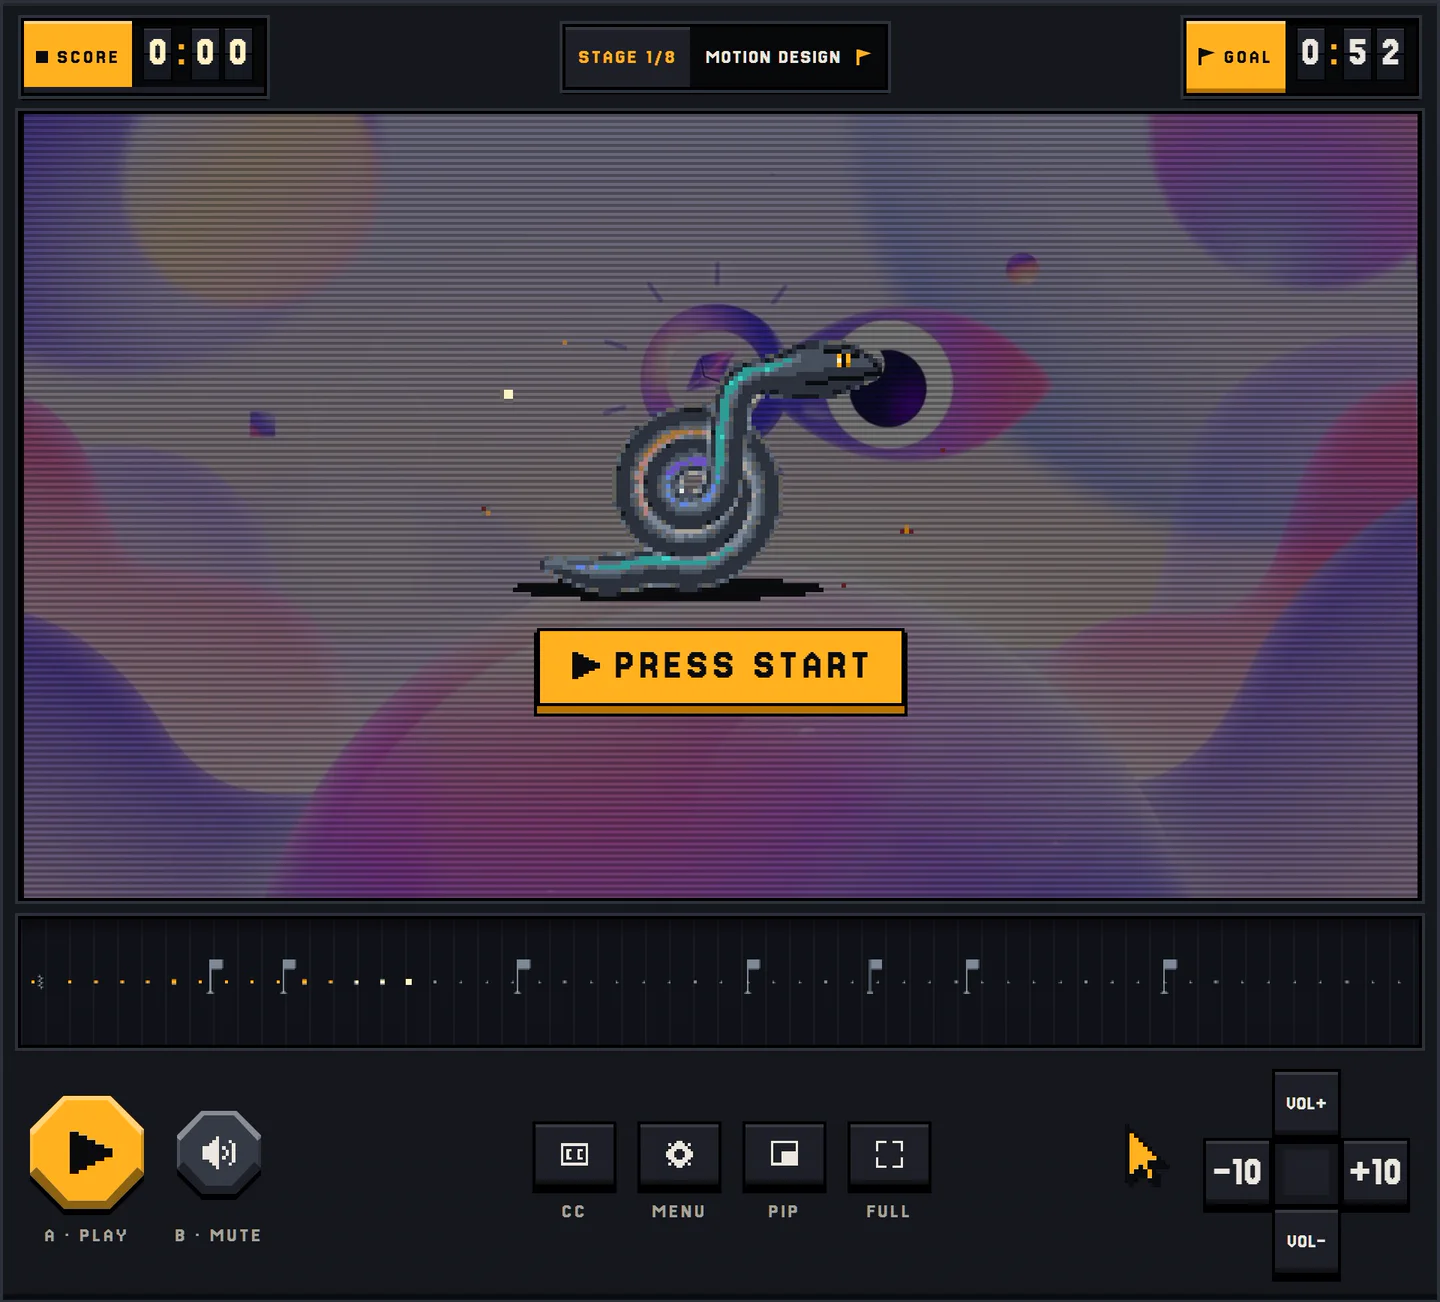 SCORE 0:00
STAGE 1/8 MOTION DESIGN
GOAL 0:52
PRESS START
A · PLAY
B · MUTE
CC
CC
MENU
PIP
FULL
VOL+
-10
+10
VOL-